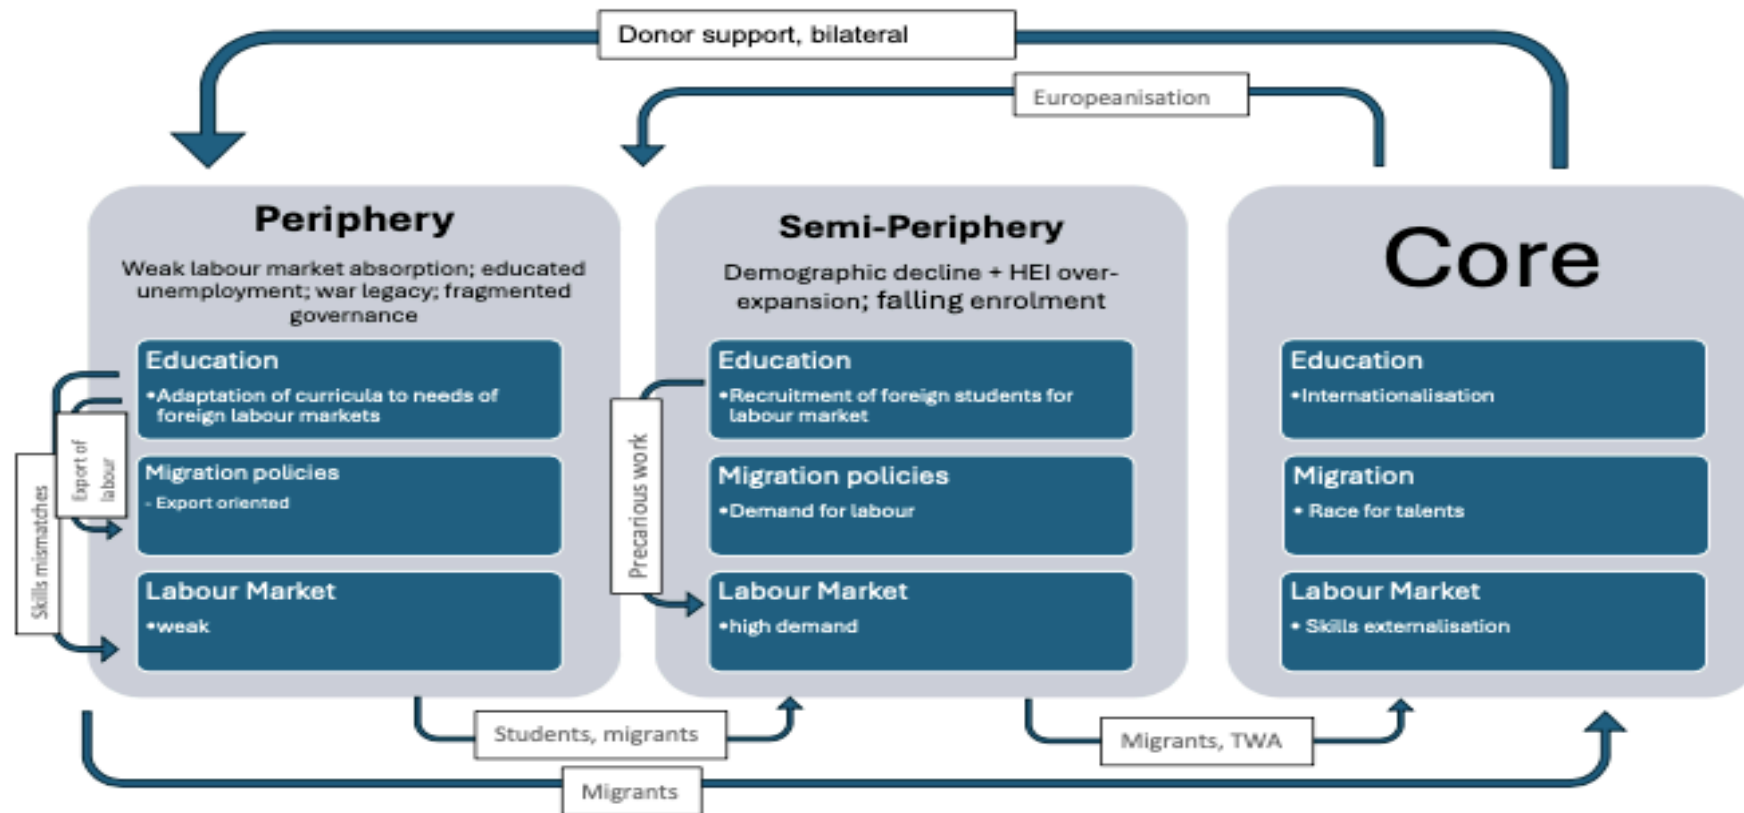 Donor support, bilateral
Europeanisation
Periphery
Weak labour market absorption; educated
unemployment; war legacy; fragmented
governance
Education
•Adaptation of curricula to needs of
foreign labour markets
Migration policies
- Export oriented
Labour Market
•weak
Export of
labour
Skills mismatches
Semi-Periphery
Demographic decline + HEI over-
expansion; falling enrolment
Education
•Recruitment of foreign students for
labour market
Migration policies
•Demand for labour
Labour Market
•high demand
Precarious work
Core
Education
•Internationalisation
Migration
• Race for talents
Labour Market
• Skills externalisation
Students, migrants
Migrants, TWA
Migrants